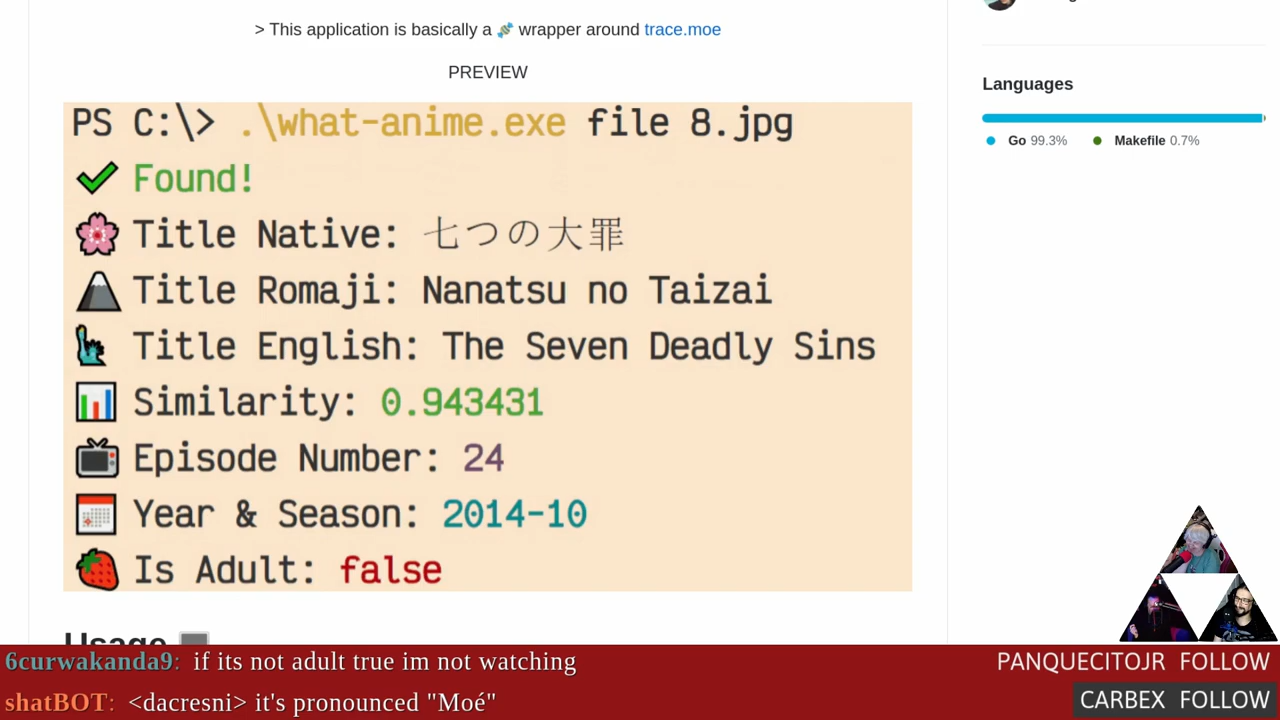 > This application is basically a 🍬 wrapper around trace.moe
PREVIEW
PS C:\> .\what-anime.exe file 8.jpg
Found!
Title Native: 七つの大罪
Title Romaji: Nanatsu no Taizai
Title English: The Seven Deadly Sins
Similarity: 0.943431
Episode Number: 24
Year & Season: 2014-10
Is Adult: false
Usage
Languages
Go 99.3%
Makefile 0.7%
6curwakanda9: if its not adult true im not watching
shatBOT: <dacresni> it's pronounced "Moé"
PANQUECITOJR FOLLOW
CARBEX FOLLOW